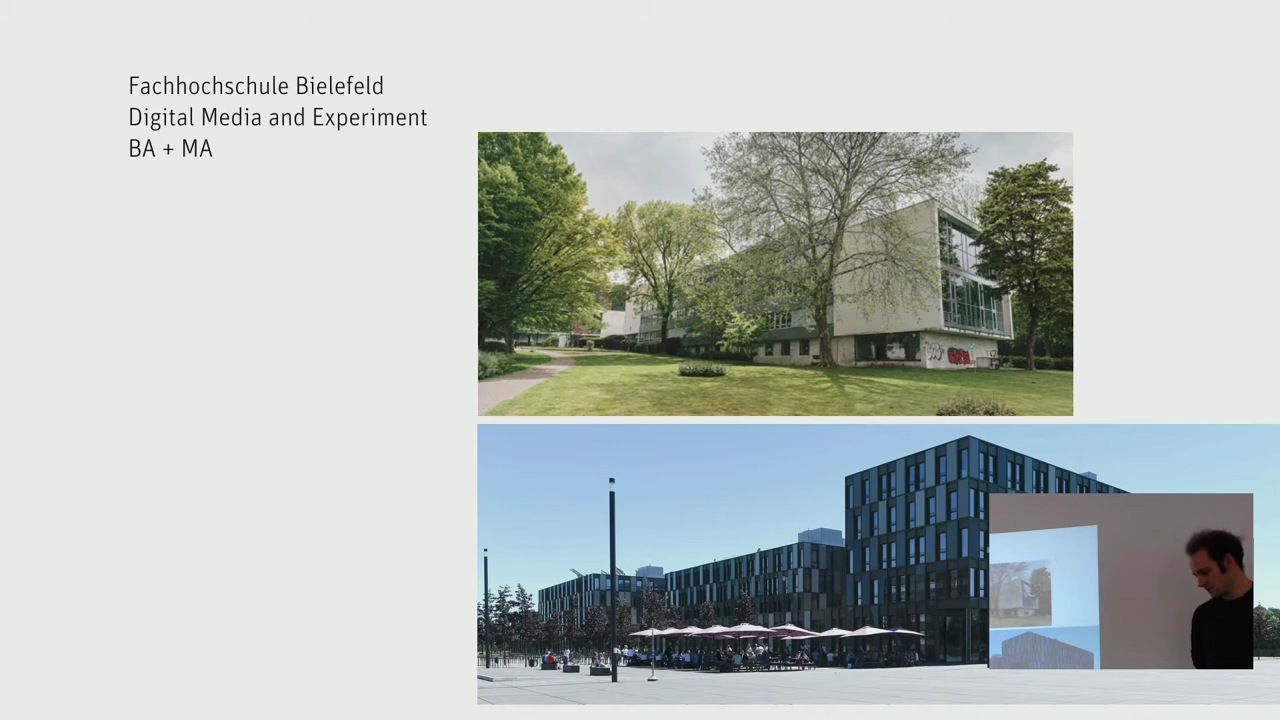 Fachhochschule Bielefeld
Digital Media and Experiment
BA + MA